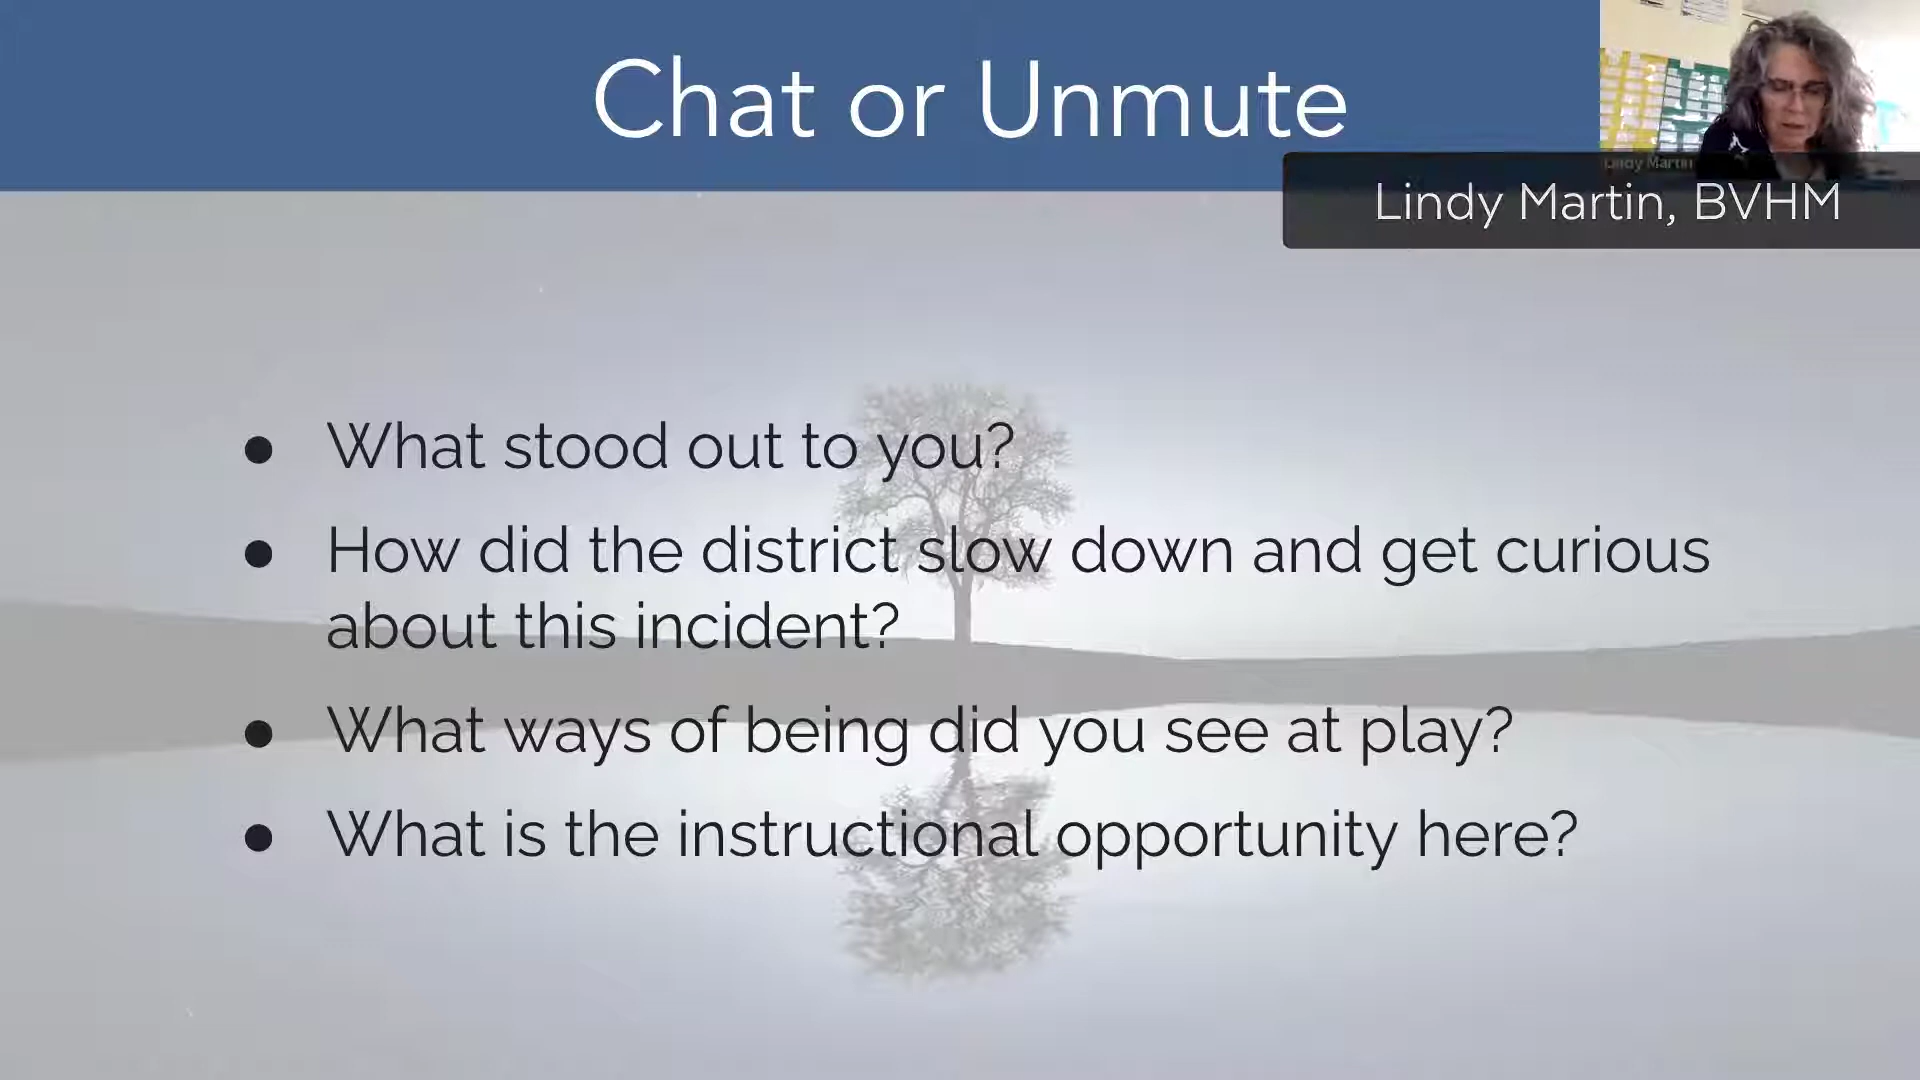 Chat or Unmute
Lindy Martin
Lindy Martin, BVHM
● What stood out to you?
● How did the district slow down and get curious
about this incident?
● What ways of being did you see at play?
● What is the instructional opportunity here?